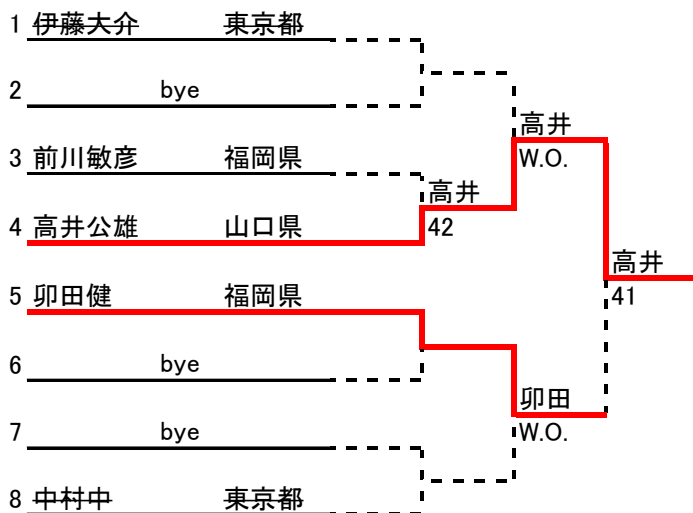 1 伊藤大介 東京都
2 bye
高井
3 前川敏彦 福岡県 W.O.
高井
4 高井公雄 山口県 42
高井
5 卯田健 福岡県 41
6 bye
卯田
7 bye W.O.
8 中村中 東京都